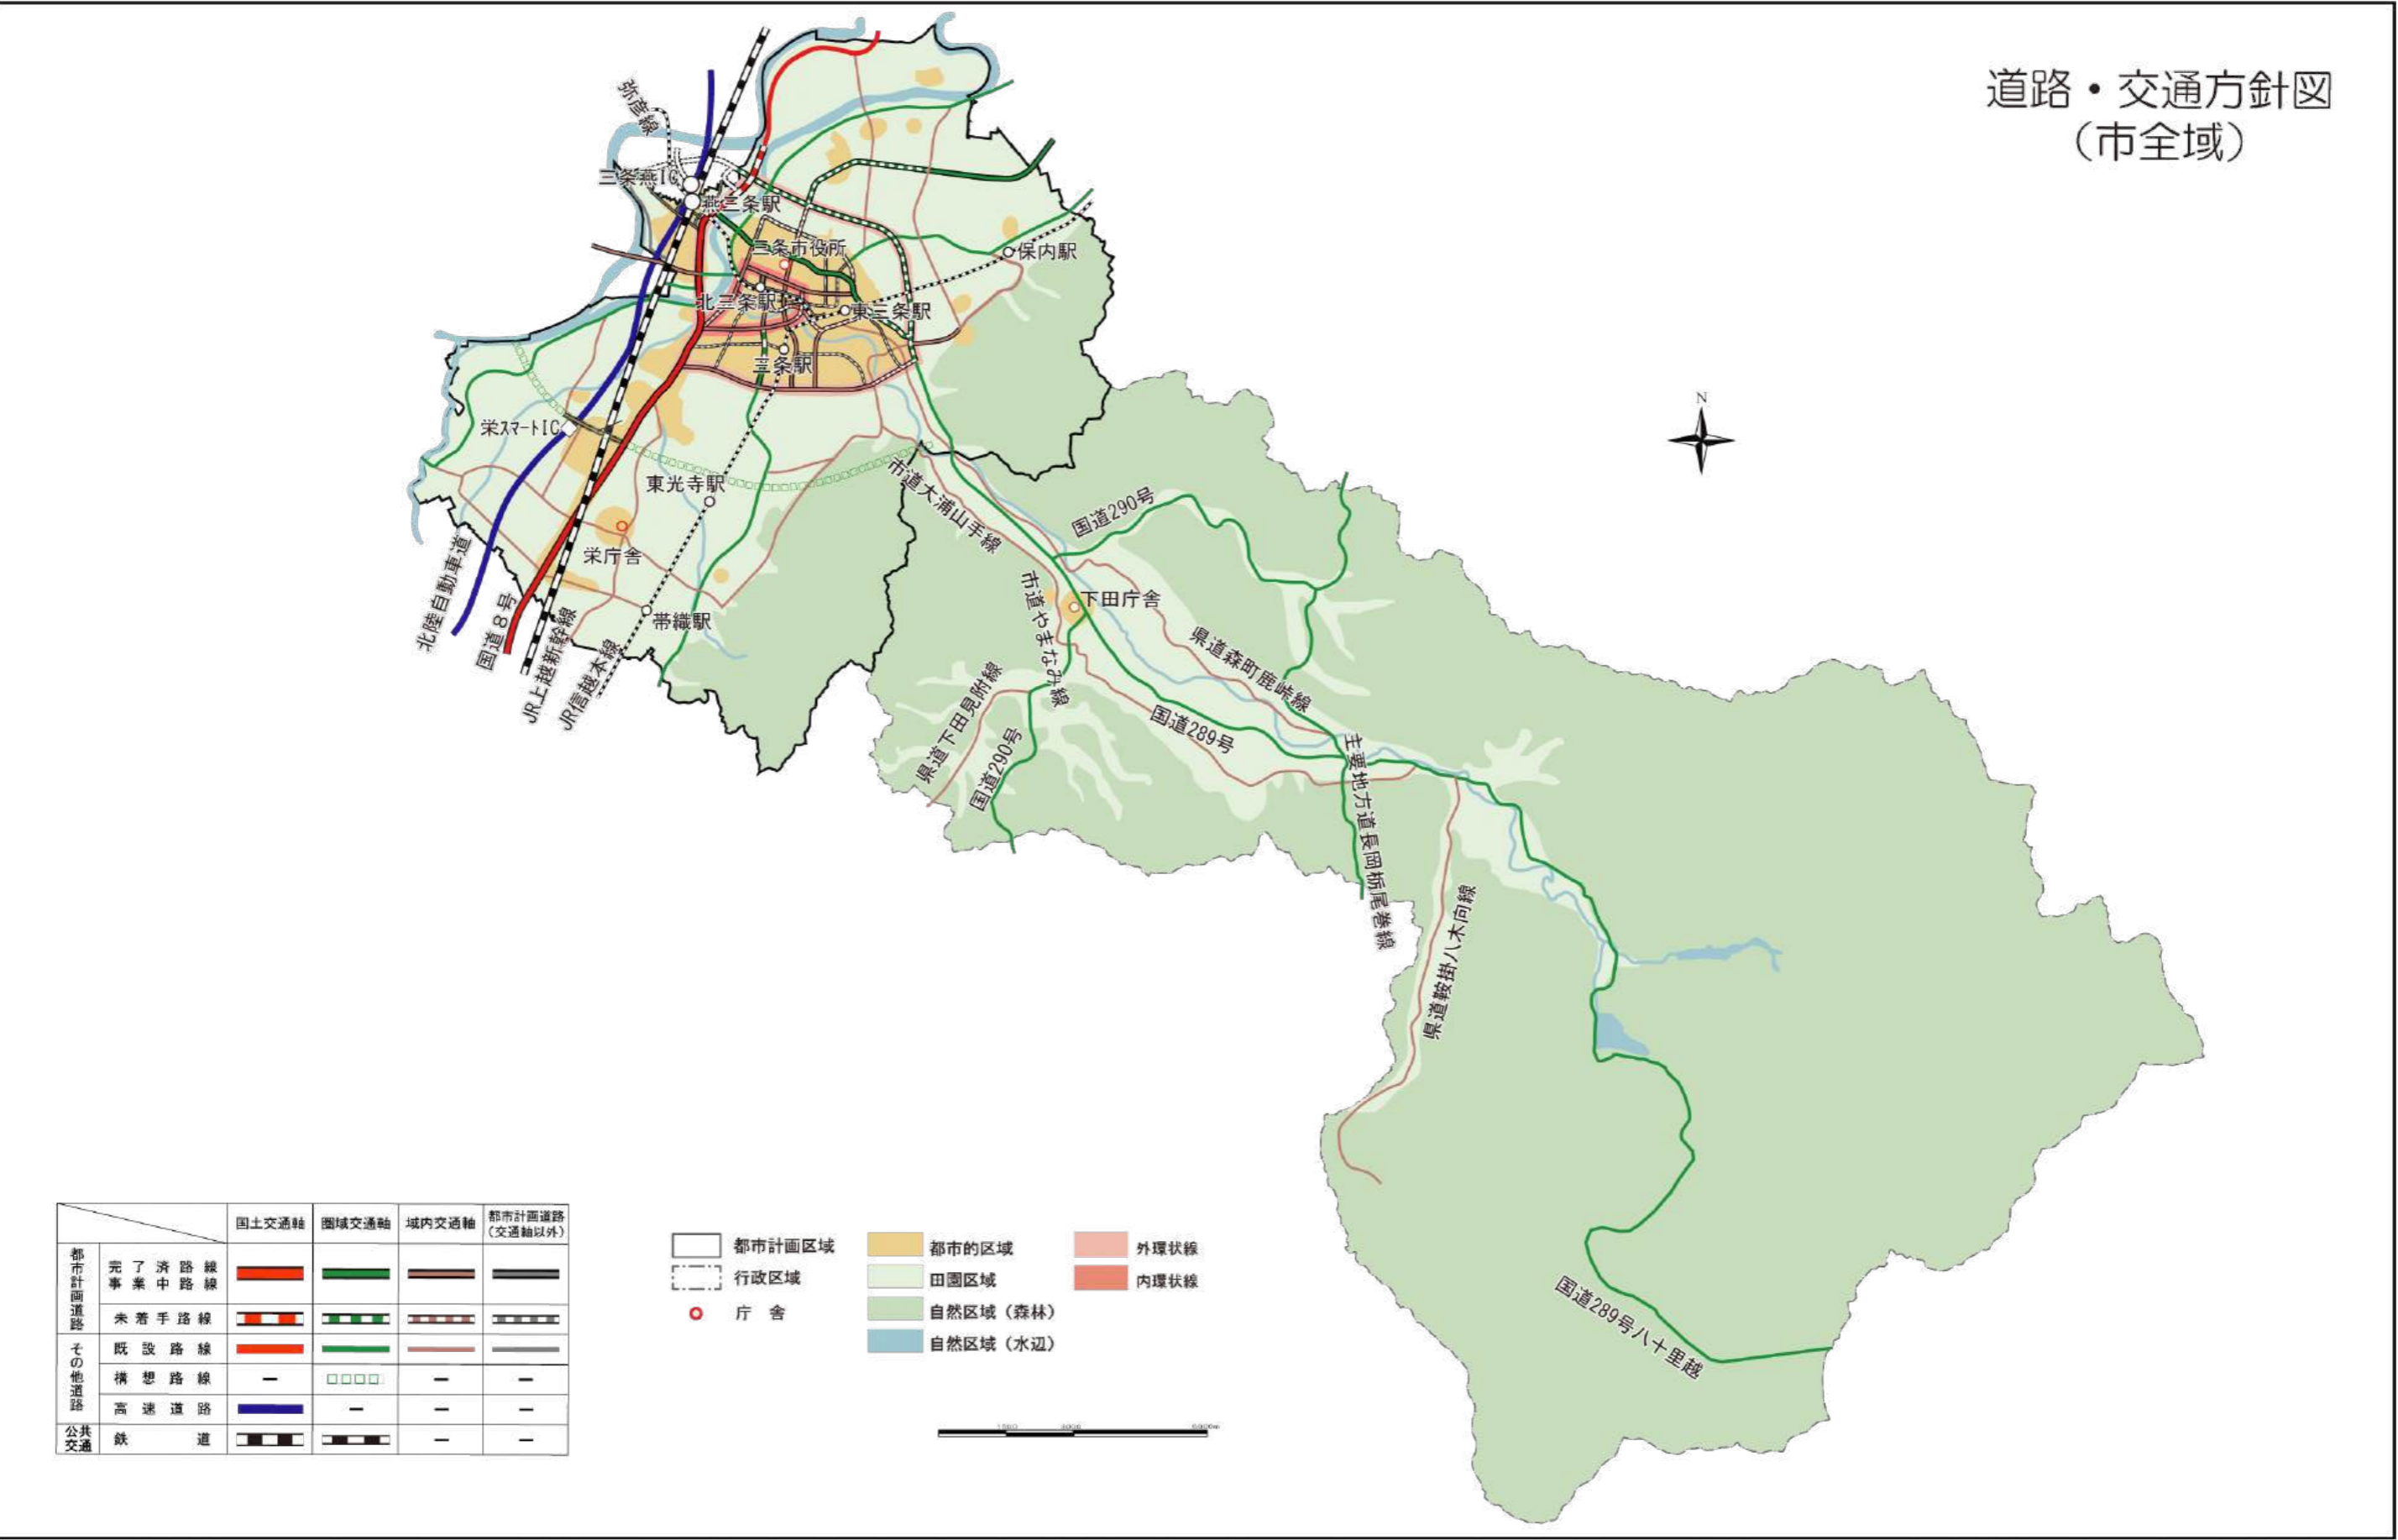 道路・交通方針図
（市全域）
弥彦線
三条燕IC
燕三条駅
三条市役所
保内駅
北三条駅
東三条駅
三条駅
栄スマートIC
N
東光寺駅
市道大浦山手線
国道290号
栄庁舎
北陸自動車道
国道8号
帯織駅
JR上越新幹線
JR信越本線
市道やまなみ線
下田庁舎
県道森町鹿峠線
県道下田見附線
国道290号
国道289号
主要地方道長岡栃尾巻線
県道鞍掛八木向線
国道289号八十里越
国土交通軸 圏域交通軸 域内交通軸 都市計画道路（交通軸以外）
都市計画道路
完了済路線
事業中路線
未着手路線
その他道路
既設路線
構想路線 － － －
高速道路 － － －
公共交通
鉄道 － －
都市計画区域
行政区域
庁舎
都市的区域
田園区域
自然区域（森林）
自然区域（水辺）
外環状線
内環状線